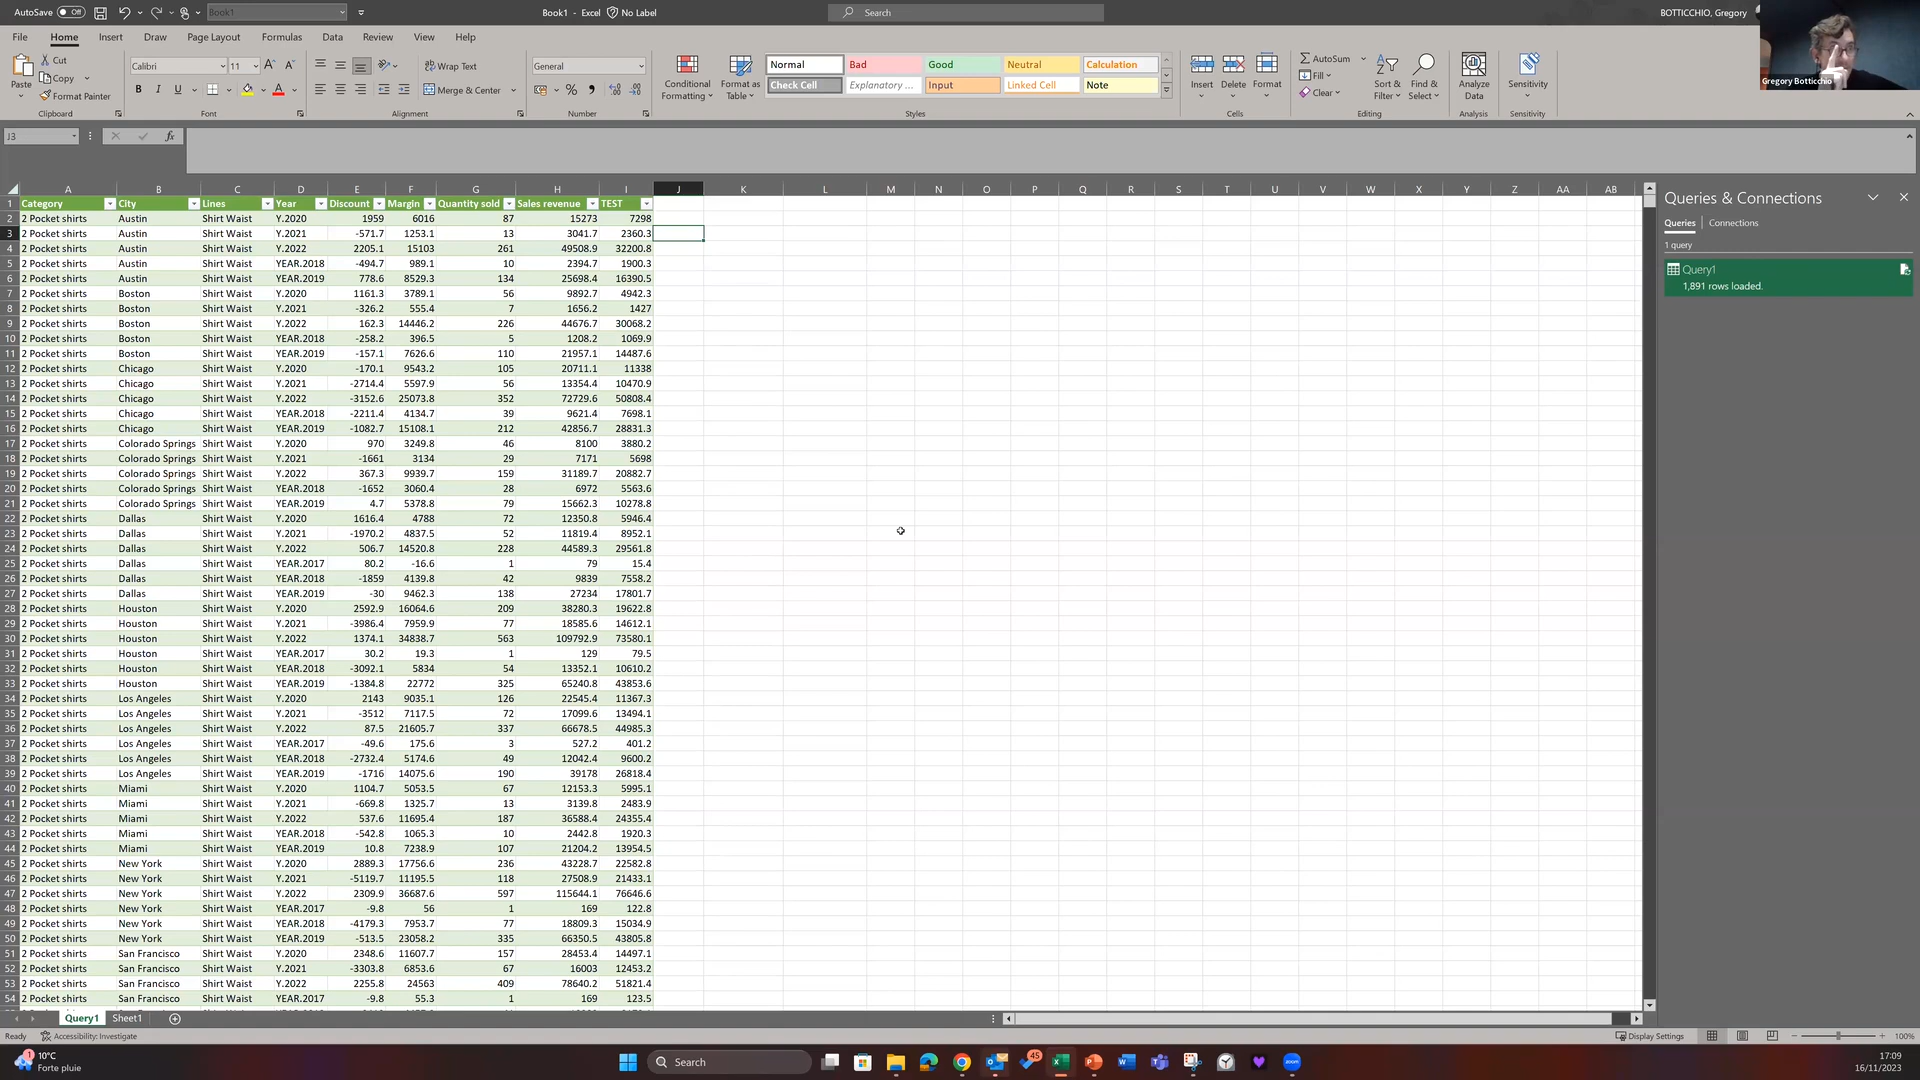 AutoSave Off Book1 Book1 - Excel No Label Search BOTTICCHIO, Gregory
File Home Insert Draw Page Layout Formulas Data Review View Help
Paste Cut Copy Format Painter Clipboard
Calibri 11 B I U Font
Wrap Text Merge & Center Alignment
General Number
Conditional Formatting Format as Table
Normal Bad Good Neutral Calculation
Check Cell Explanatory ... Input Linked Cell Note
Styles
Insert Delete Format Cells
AutoSum Fill Clear Sort & Filter Find & Select Editing
Analyze Data Analysis
Sensitivity Sensitivity
Gregory Botticchio
J3 fx
A B C D E F G H I J K L M N O P Q R S T U V W X Y Z AA AB
1 Category City Lines Year Discount Margin Quantity sold Sales revenue TEST
2 2 Pocket shirts Austin Shirt Waist Y.2020 1959 6016 87 15273 7298
3 2 Pocket shirts Austin Shirt Waist Y.2021 -571.7 1253.1 13 3041.7 2360.3
4 2 Pocket shirts Austin Shirt Waist Y.2022 2205.1 15103 261 49508.9 32200.8
5 2 Pocket shirts Austin Shirt Waist YEAR.2018 -494.7 989.1 10 2394.7 1900.3
6 2 Pocket shirts Austin Shirt Waist YEAR.2019 778.6 8529.3 134 25698.4 16390.5
7 2 Pocket shirts Boston Shirt Waist Y.2020 1161.3 3789.1 56 9892.7 4942.3
8 2 Pocket shirts Boston Shirt Waist Y.2021 -326.2 555.4 7 1656.2 1427
9 2 Pocket shirts Boston Shirt Waist Y.2022 162.3 14446.2 226 44676.7 30068.2
10 2 Pocket shirts Boston Shirt Waist YEAR.2018 -258.2 396.5 5 1208.2 1069.9
11 2 Pocket shirts Boston Shirt Waist YEAR.2019 -157.1 7626.6 110 21957.1 14487.6
12 2 Pocket shirts Chicago Shirt Waist Y.2020 -170.1 9543.2 105 20711.1 11338
13 2 Pocket shirts Chicago Shirt Waist Y.2021 -2714.4 5597.9 56 13354.4 10470.9
14 2 Pocket shirts Chicago Shirt Waist Y.2022 -3152.6 25073.8 352 72729.6 50808.4
15 2 Pocket shirts Chicago Shirt Waist YEAR.2018 -2211.4 4134.7 39 9621.4 7698.1
16 2 Pocket shirts Chicago Shirt Waist YEAR.2019 -1082.7 15108.1 212 42856.7 28831.3
17 2 Pocket shirts Colorado Springs Shirt Waist Y.2020 970 3249.8 46 8100 3880.2
18 2 Pocket shirts Colorado Springs Shirt Waist Y.2021 -1661 3134 29 7171 5698
19 2 Pocket shirts Colorado Springs Shirt Waist Y.2022 367.3 9939.7 159 31189.7 20882.7
20 2 Pocket shirts Colorado Springs Shirt Waist YEAR.2018 -1652 3060.4 28 6972 5563.6
21 2 Pocket shirts Colorado Springs Shirt Waist YEAR.2019 4.7 5378.8 79 15662.3 10278.8
22 2 Pocket shirts Dallas Shirt Waist Y.2020 1616.4 4788 72 12350.8 5946.4
23 2 Pocket shirts Dallas Shirt Waist Y.2021 -1970.2 4837.5 52 11819.4 8952.1
24 2 Pocket shirts Dallas Shirt Waist Y.2022 506.7 14520.8 228 44589.3 29561.8
25 2 Pocket shirts Dallas Shirt Waist YEAR.2017 80.2 -16.6 1 79 15.4
26 2 Pocket shirts Dallas Shirt Waist YEAR.2018 -1859 4139.8 42 9839 7558.2
27 2 Pocket shirts Dallas Shirt Waist YEAR.2019 -30 9462.3 138 27234 17801.7
28 2 Pocket shirts Houston Shirt Waist Y.2020 2592.9 16064.6 209 38280.3 19622.8
29 2 Pocket shirts Houston Shirt Waist Y.2021 -3986.4 7959.9 77 18585.6 14612.1
30 2 Pocket shirts Houston Shirt Waist Y.2022 1374.1 34838.7 563 109792.9 73580.1
31 2 Pocket shirts Houston Shirt Waist YEAR.2017 30.2 19.3 1 129 79.5
32 2 Pocket shirts Houston Shirt Waist YEAR.2018 -3092.1 5834 54 13352.1 10610.2
33 2 Pocket shirts Houston Shirt Waist YEAR.2019 -1384.8 22772 325 65240.8 43853.6
34 2 Pocket shirts Los Angeles Shirt Waist Y.2020 2143 9035.1 126 22545.4 11367.3
35 2 Pocket shirts Los Angeles Shirt Waist Y.2021 -3512 7117.5 72 17099.6 13494.1
36 2 Pocket shirts Los Angeles Shirt Waist Y.2022 87.5 21605.7 337 66678.5 44985.3
37 2 Pocket shirts Los Angeles Shirt Waist YEAR.2017 -49.6 175.6 3 527.2 401.2
38 2 Pocket shirts Los Angeles Shirt Waist YEAR.2018 -2732.4 5174.6 49 12042.4 9600.2
39 2 Pocket shirts Los Angeles Shirt Waist YEAR.2019 -1716 14075.6 190 39178 26818.4
40 2 Pocket shirts Miami Shirt Waist Y.2020 1104.7 5053.5 67 12153.3 5995.1
41 2 Pocket shirts Miami Shirt Waist Y.2021 -669.8 1325.7 13 3139.8 2483.9
42 2 Pocket shirts Miami Shirt Waist Y.2022 537.6 11695.4 187 36588.4 24355.4
43 2 Pocket shirts Miami Shirt Waist YEAR.2018 -542.8 1065.3 10 2442.8 1920.3
44 2 Pocket shirts Miami Shirt Waist YEAR.2019 10.8 7238.9 107 21204.2 13954.5
45 2 Pocket shirts New York Shirt Waist Y.2020 2889.3 17756.6 236 43228.7 22582.8
46 2 Pocket shirts New York Shirt Waist Y.2021 -5119.7 11195.5 118 27508.9 21433.1
47 2 Pocket shirts New York Shirt Waist Y.2022 2309.9 36687.6 597 115644.1 76646.6
48 2 Pocket shirts New York Shirt Waist YEAR.2017 -9.8 56 1 169 122.8
49 2 Pocket shirts New York Shirt Waist YEAR.2018 -4179.3 7953.7 77 18809.3 15034.9
50 2 Pocket shirts New York Shirt Waist YEAR.2019 -513.5 23058.2 335 66350.5 43805.8
51 2 Pocket shirts San Francisco Shirt Waist Y.2020 2348.6 11607.7 157 28453.4 14497.1
52 2 Pocket shirts San Francisco Shirt Waist Y.2021 -3303.8 6853.6 67 16003 12453.2
53 2 Pocket shirts San Francisco Shirt Waist Y.2022 2255.8 24563 409 78640.2 51821.4
54 2 Pocket shirts San Francisco Shirt Waist YEAR.2017 -9.8 55.3 1 169 123.5
Queries & Connections
Queries Connections
1 query
Query1
1,891 rows loaded.
Query1 Sheet1
Ready Accessibility: Investigate Display Settings 100%
1 10°C
Forte pluie
Search
45
zoom
17:09
16/11/2023